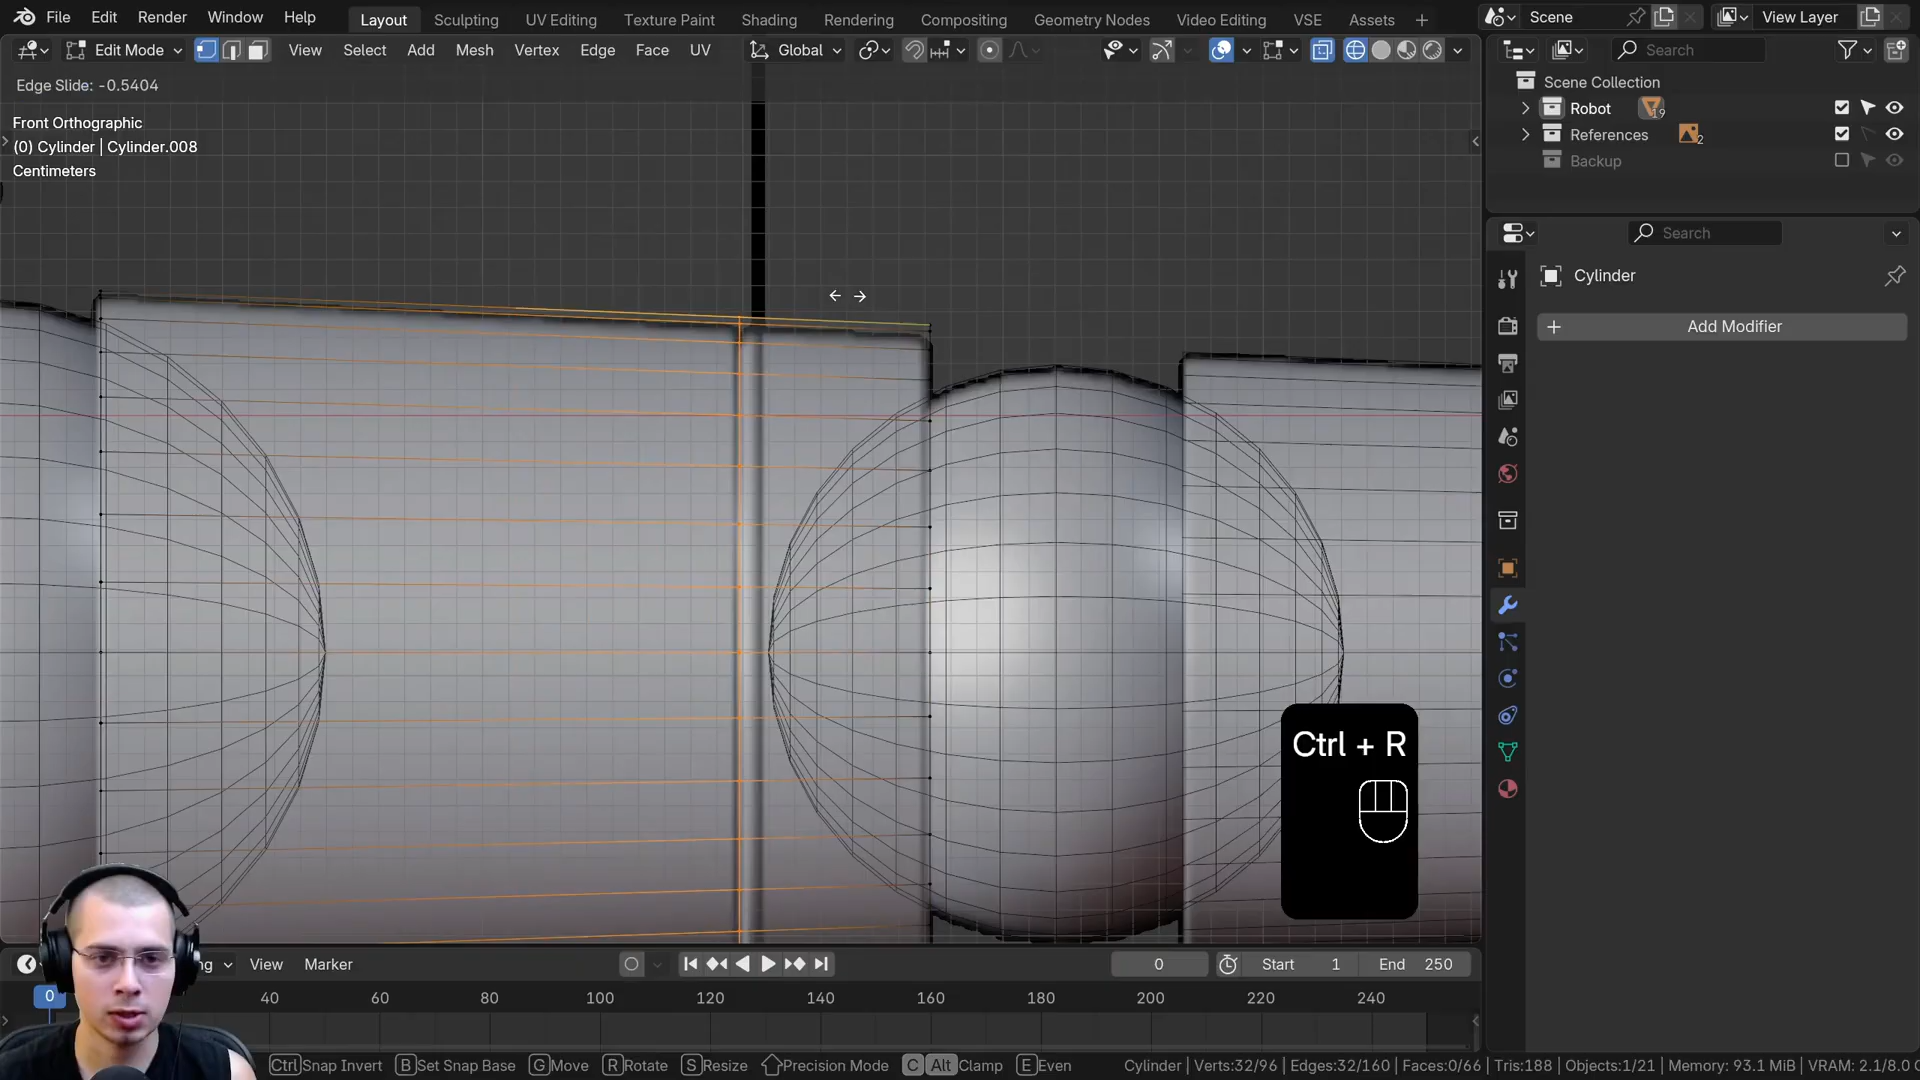 File Edit Render Window Help Layout Sculpting UV Editing Texture Paint Shading Rendering Compositing Geometry Nodes Video Editing VSE Assets Scene View Layer
Edit Mode View Select Add Mesh Vertex Edge Face UV Global Search
Edge Slide: -0.5404
Front Orthographic
(0) Cylinder | Cylinder.008
Centimeters
Scene Collection
Robot 19
References 2
Backup
Search
Cylinder
Add Modifier
Ctrl + R
View Marker 0 Start 1 End 250
0 40 60 80 100 120 140 160 180 200 220 240
Ctrl Snap Invert B Set Snap Base G Move R Rotate S Resize Precision Mode C Alt Clamp E Even Cylinder | Verts:32/96 | Edges:32/160 | Faces:0/66 | Tris:188 | Objects:1/21 | Memory: 93.1 MiB | VRAM: 2.1/8.0